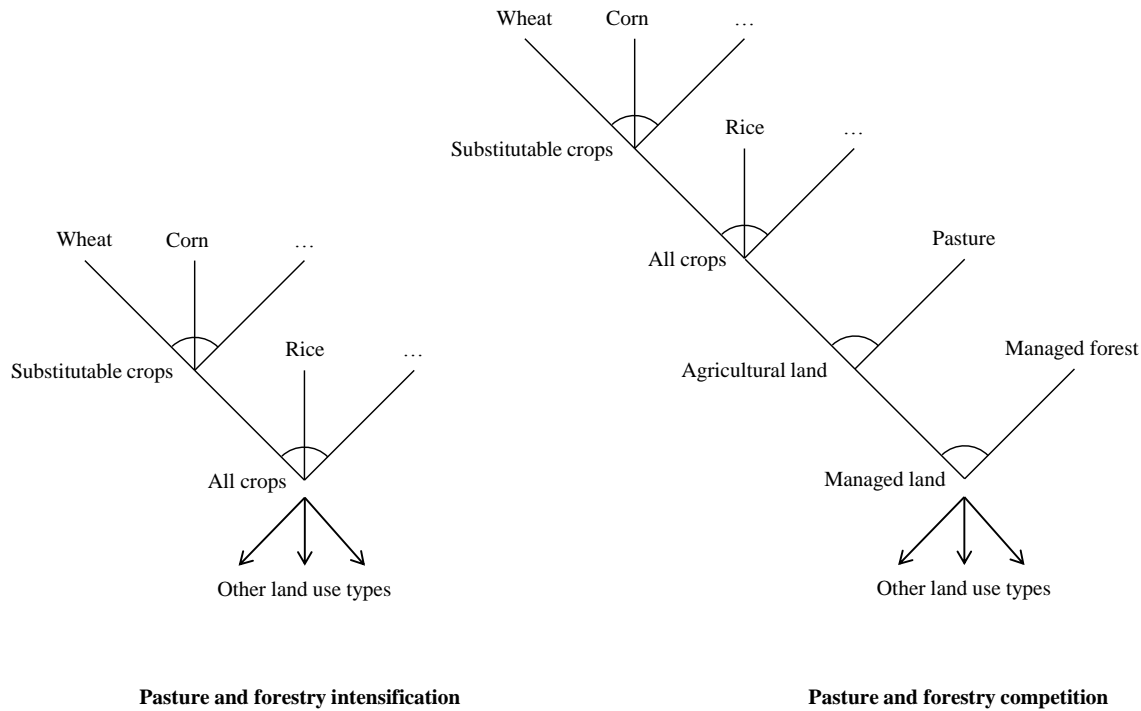 Wheat
Corn
…
Substitutable crops
Rice
…
All crops
Other land use types
Pasture and forestry intensification
Wheat
Corn
…
Substitutable crops
Rice
…
All crops
Pasture
Agricultural land
Managed forest
Managed land
Other land use types
Pasture and forestry competition